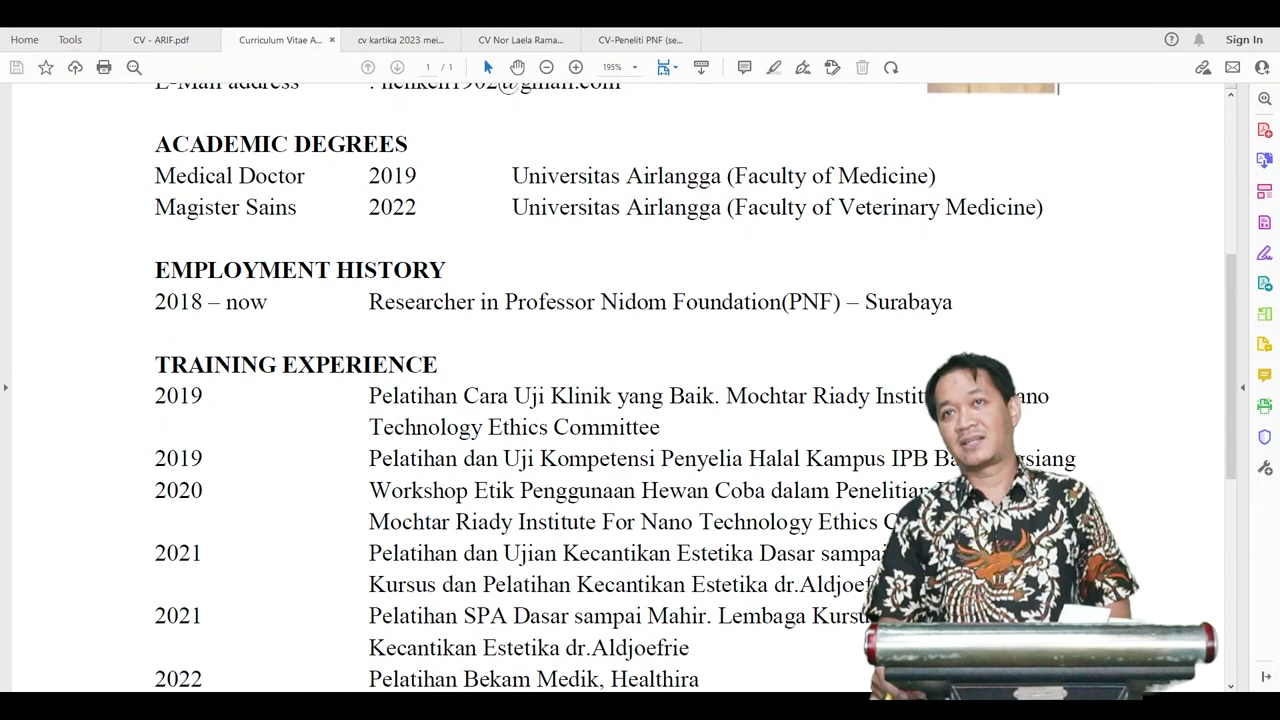 Home Tools CV - ARIF.pdf Curriculum Vitae A... × cv kartika 2023 mei... CV Nor Laela Rama... CV-Peneliti PNF (se... Sign In
1 / 1 195%
E-Mail address
ACADEMIC DEGREES
Medical Doctor 2019 Universitas Airlangga (Faculty of Medicine)
Magister Sains 2022 Universitas Airlangga (Faculty of Veterinary Medicine)
EMPLOYMENT HISTORY
2018 – now Researcher in Professor Nidom Foundation(PNF) – Surabaya
TRAINING EXPERIENCE
2019 Pelatihan Cara Uji Klinik yang Baik. Mochtar Riady
Technology Ethics Committee
2019 Pelatihan dan Uji Kompetensi Penyelia Halal Kampus IPB
2020 Workshop Etik Penggunaan Hewan Coba dalam Penelitian
Mochtar Riady Institute For Nano Technology Ethics
2021 Pelatihan dan Ujian Kecantikan Estetika Dasar sampai
Kursus dan Pelatihan Kecantikan Estetika
2021 Pelatihan SPA Dasar sampai Mahir. Lembaga
Kecantikan Estetika dr.Aldjoefrie
2022 Pelatihan Bekam Medik, Healthira